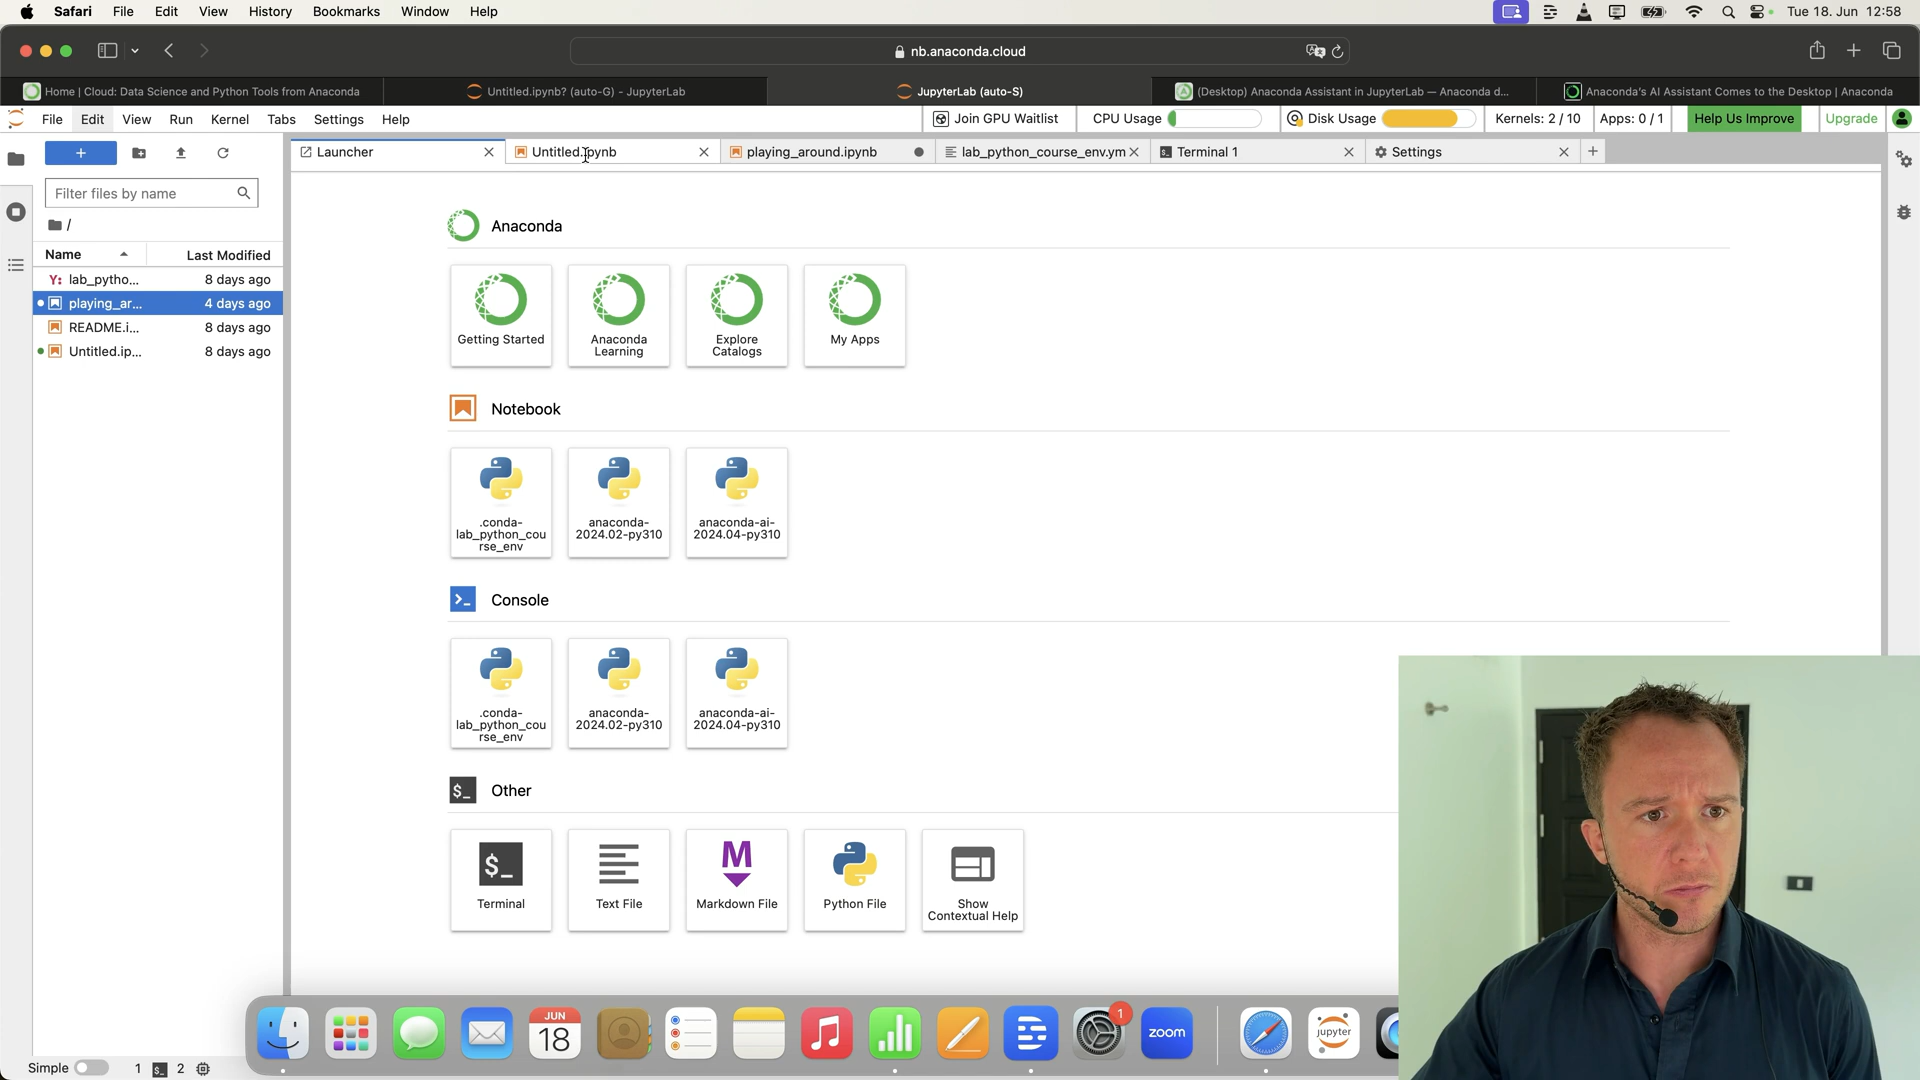 Safari File Edit View History Bookmarks Window Help
Tue 18. Jun 12:58
nb.anaconda.cloud
Home | Cloud: Data Science and Python Tools from Anaconda
Untitled.ipynb? (auto-G) - JupyterLab
JupyterLab (auto-S)
(Desktop) Anaconda Assistant in JupyterLab — Anaconda d...
Anaconda's AI Assistant Comes to the Desktop | Anaconda
File Edit View Run Kernel Tabs Settings Help
Join GPU Waitlist
CPU Usage
Disk Usage
Kernels: 2 / 10
Apps: 0 / 1
Help Us Improve
Upgrade
+
Launcher
Untitled.ipynb
playing_around.ipynb
lab_python_course_env.ym
Terminal 1
Settings
Filter files by name
/
Name Last Modified
Y: lab_pytho... 8 days ago
playing_ar... 4 days ago
README.i... 8 days ago
Untitled.ip... 8 days ago
Anaconda
Getting Started
Anaconda
Learning
Explore
Catalogs
My Apps
Notebook
.conda-
lab_python_cou
rse_env
anaconda-
2024.02-py310
anaconda-ai-
2024.04-py310
>_ Console
.conda-
lab_python_cou
rse_env
anaconda-
2024.02-py310
anaconda-ai-
2024.04-py310
$_ Other
$_
Terminal
Text File
M
Markdown File
Python File
Show
Contextual Help
JUN
18
1
zoom
jupyter
Simple 1 $_ 2